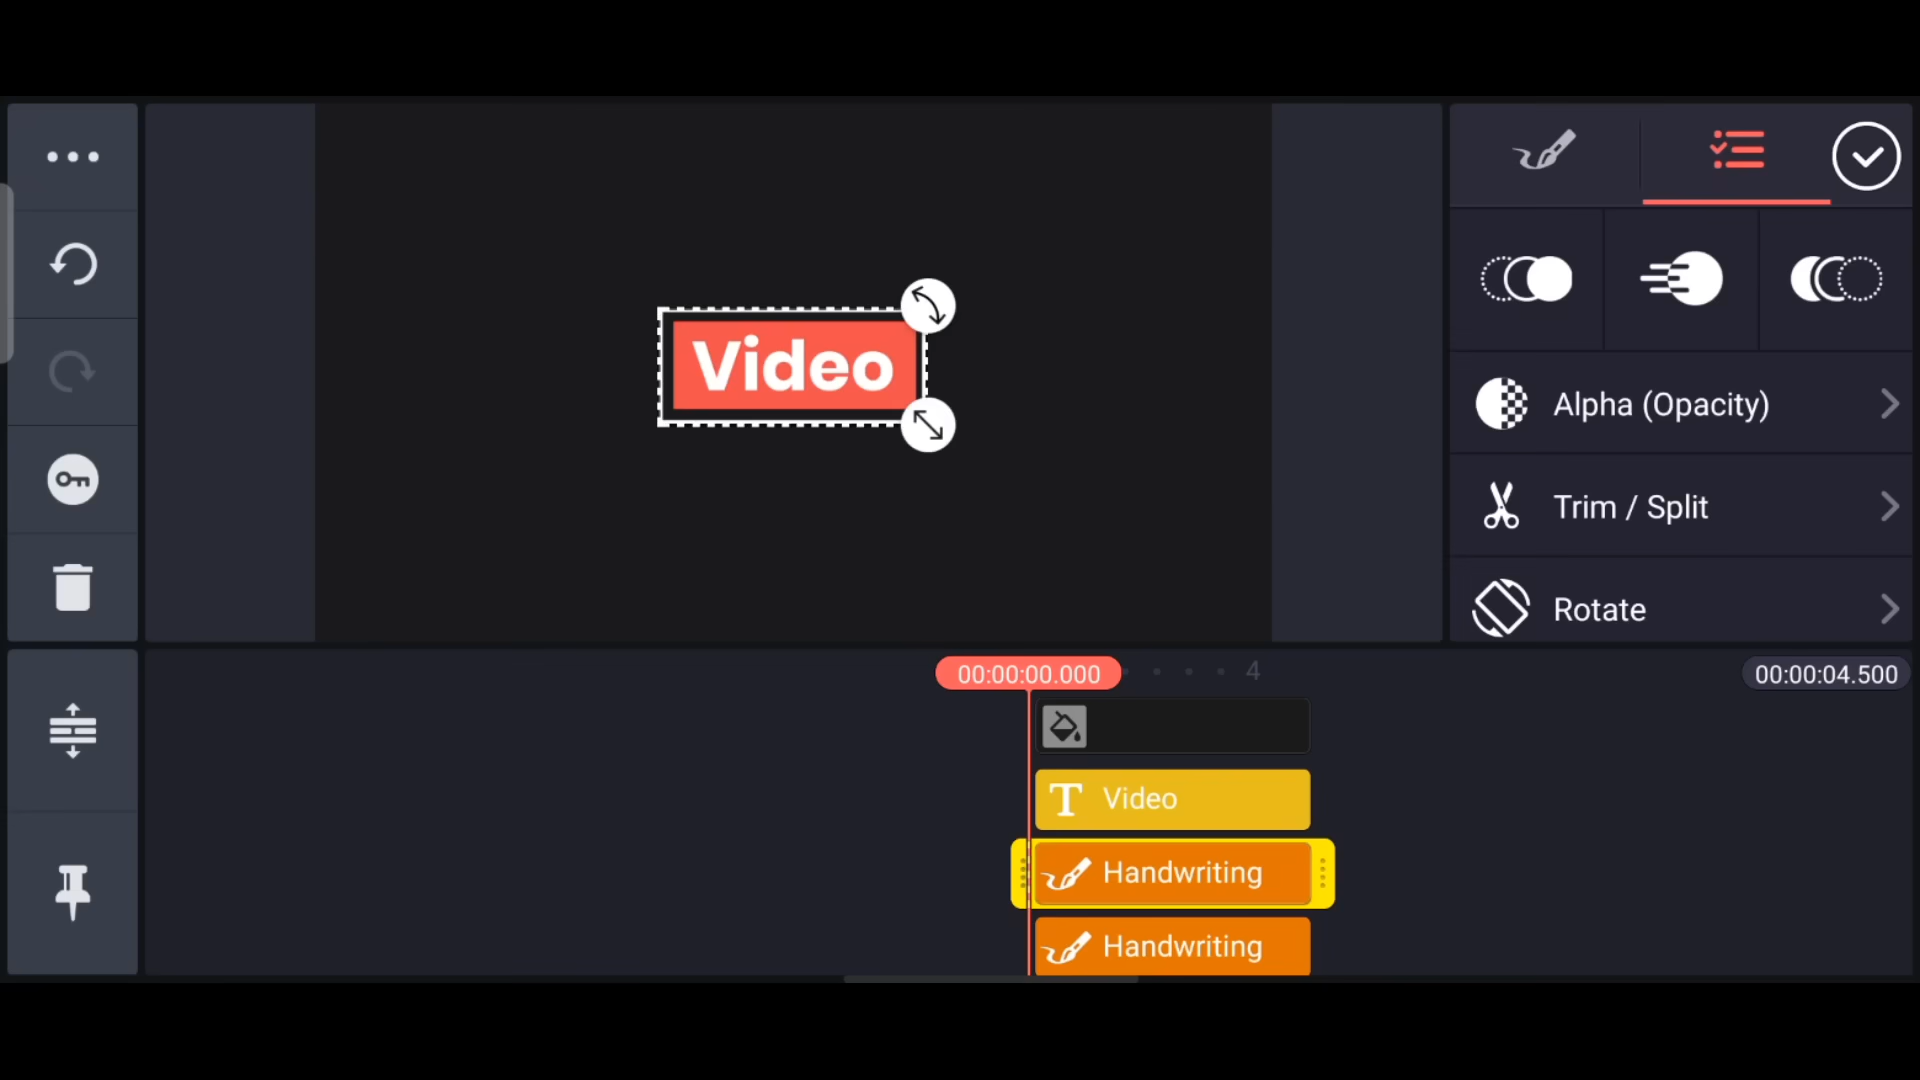 Video
Alpha (Opacity)
Trim / Split
Rotate
00:00:00.000
4
00:00:04.500
T Video
Handwriting
Handwriting